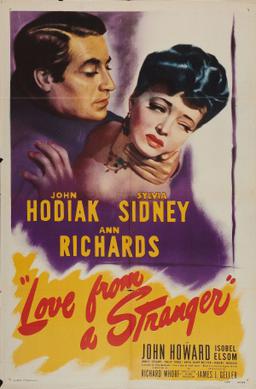 JOHN SYLVIA
HODIAK SIDNEY
ANN
RICHARDS
"Love from
a Stranger"
JOHN HOWARD ISOBEL
ELSOM
RICHARD WHORF JAMES J. GELLER